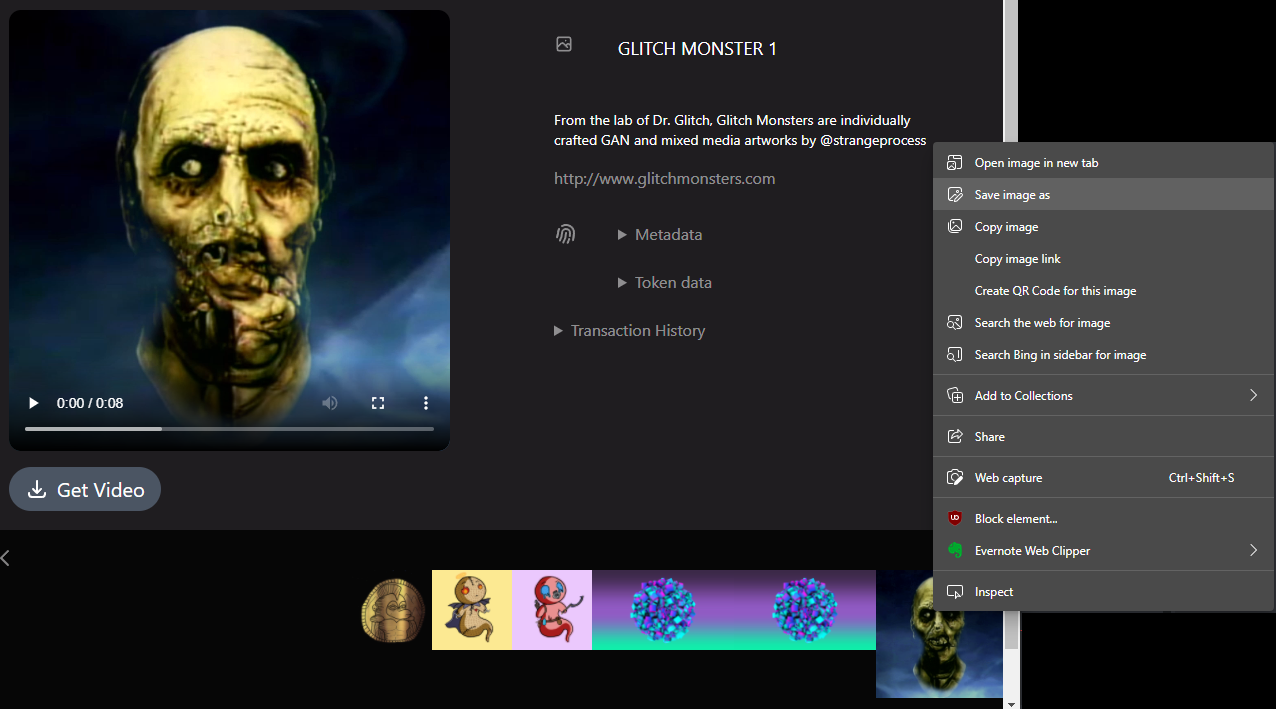 GLITCH MONSTER 1
From the lab of Dr. Glitch, Glitch Monsters are individually
crafted GAN and mixed media artworks by @strangeprocess
http://www.glitchmonsters.com
Metadata
Token data
Transaction History
0:00 / 0:08
Get Video
Open image in new tab
Save image as
Copy image
Copy image link
Create QR Code for this image
Search the web for image
Search Bing in sidebar for image
Add to Collections
Share
Web capture Ctrl+Shift+S
Block element...
Evernote Web Clipper
Inspect